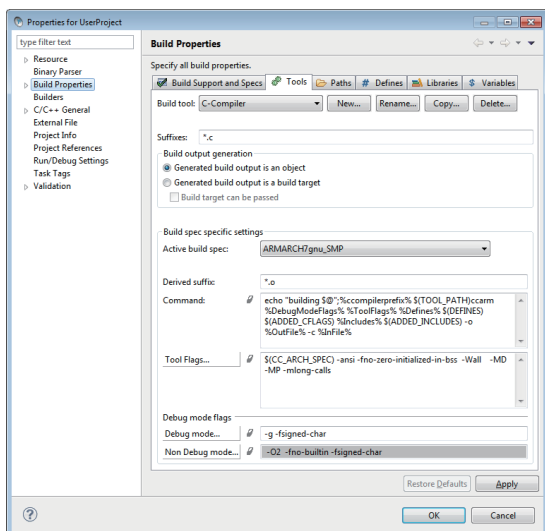 Properties for UserProject
type filter text
Resource
Binary Parser
Build Properties
Builders
C/C++ General
External File
Project Info
Project References
Run/Debug Settings
Task Tags
Validation
Build Properties
Specify all build properties.
Build Support and Specs Tools Paths # Defines Libraries $ Variables
Build tool: C-Compiler New... Rename... Copy... Delete...
Suffixes: *.c
Build output generation
Generated build output is an object
Generated build output is a build target
Build target can be passed
Build spec specific settings
Active build spec: ARMARCH7gnu_SMP
Derived suffix: *.o
Command: echo "building $@";%ccompilerprefix% $(TOOL_PATH)ccarm
%DebugModeFlags% %ToolFlags% %Defines% $(DEFINES)
$(ADDED_CFLAGS) %Includes% $(ADDED_INCLUDES) -o
%OutFile% -c %InFile%
Tool Flags... $(CC_ARCH_SPEC) -ansi -fno-zero-initialized-in-bss -Wall -MD
-MP -mlong-calls
Debug mode flags
Debug mode... -g -fsigned-char
Non Debug mode... -O2 -fno-builtin -fsigned-char
Restore Defaults Apply
? OK Cancel